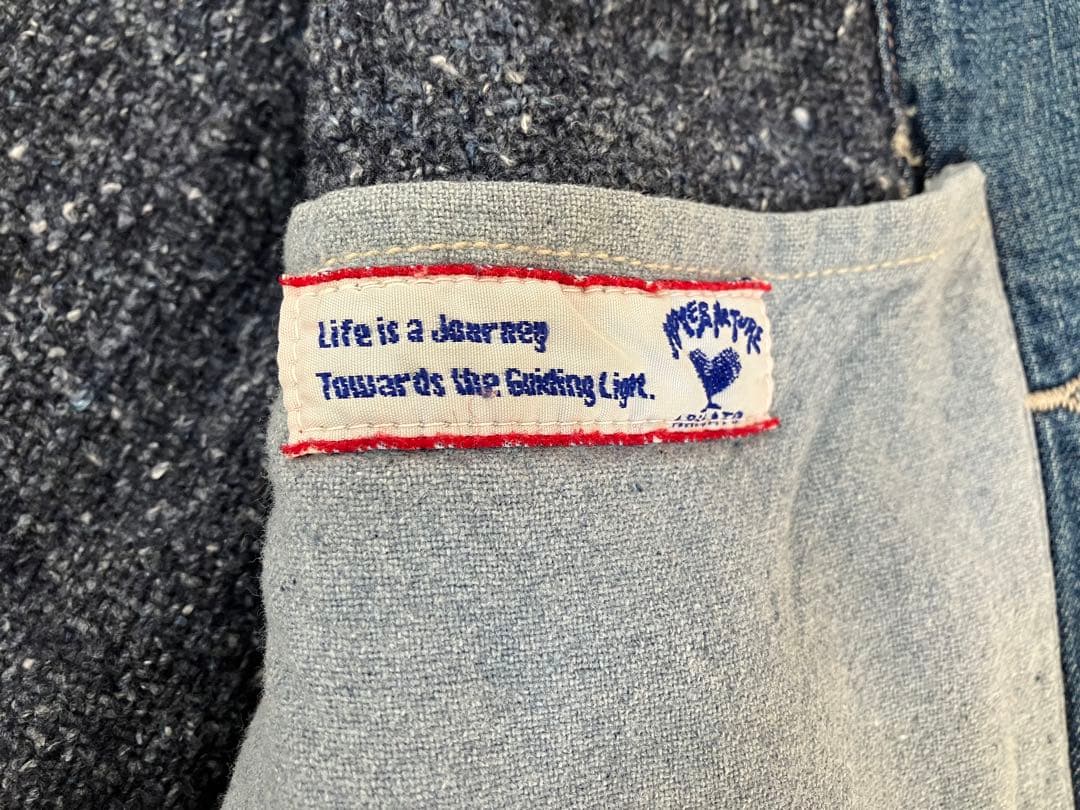 Life is a Journey
Towards the Guiding Light.